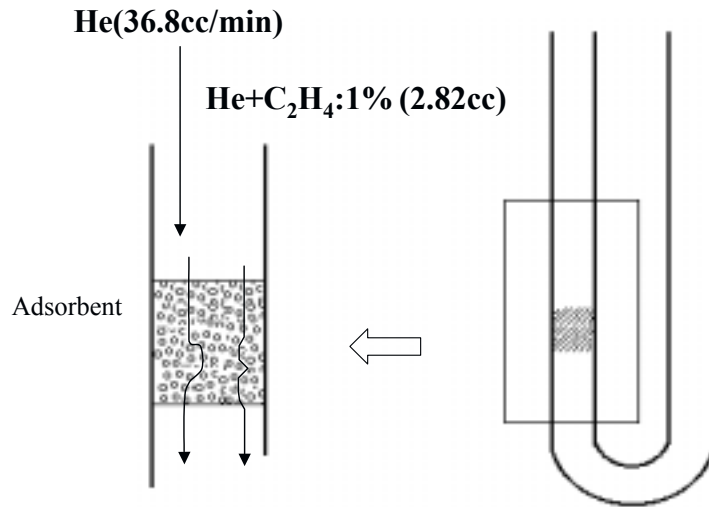 He(36.8cc/min)
He+C₂H₄:1% (2.82cc)
Adsorbent